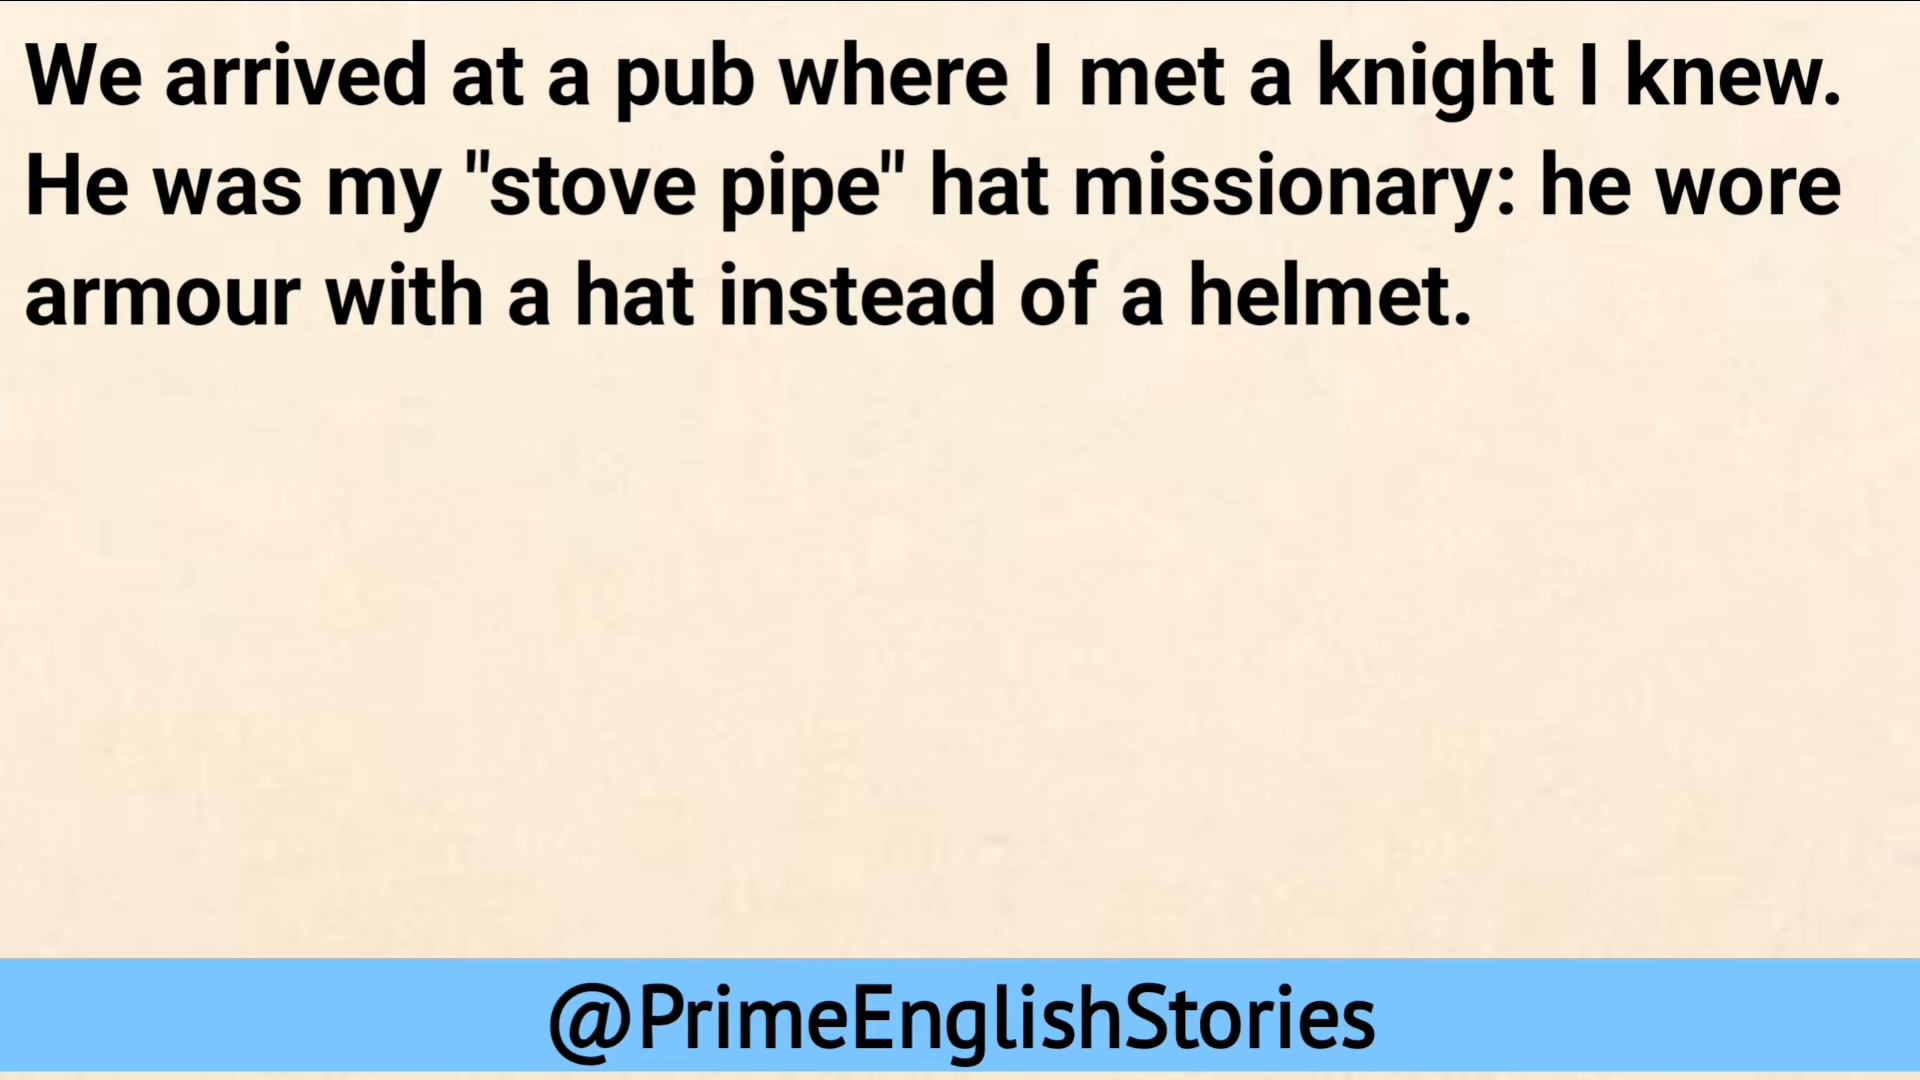 We arrived at a pub where I met a knight I knew.
He was my "stove pipe" hat missionary: he wore
armour with a hat instead of a helmet.
@PrimeEnglishStories